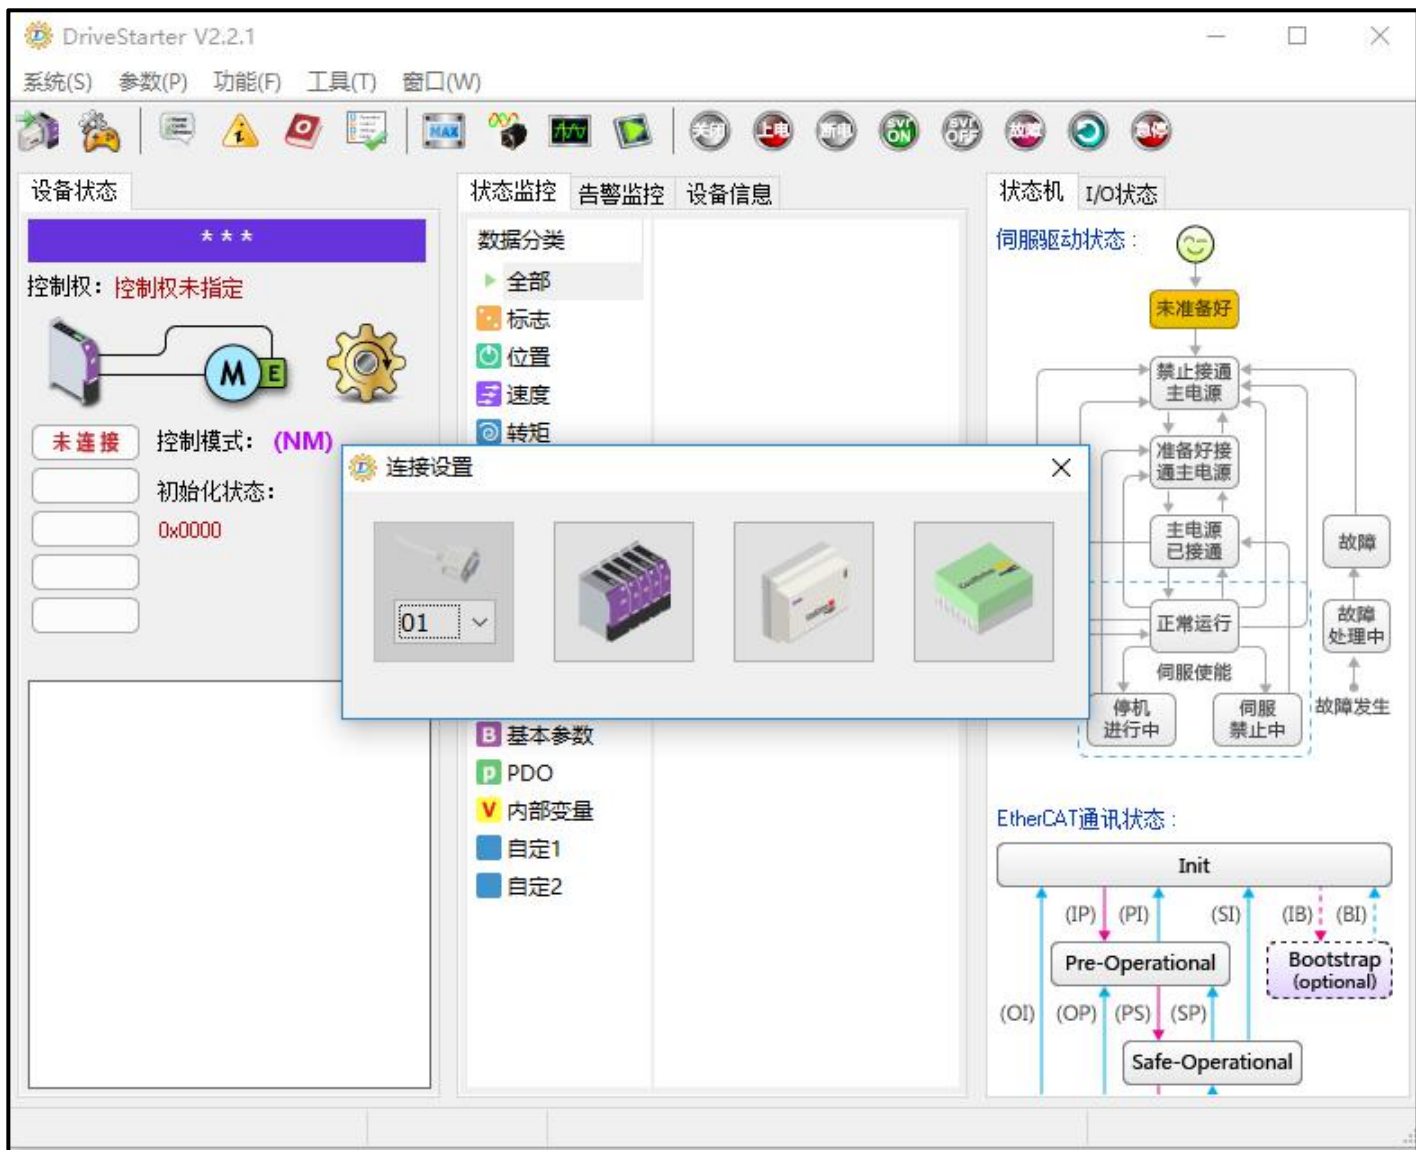 DriveStarter V2.2.1
系统(S) 参数(P) 功能(F) 工具(T) 窗口(W)
MAX 关闭 上电 断电 SVr ON SVr OFF 故障 急停
设备状态
* * *
控制权：控制权未指定
M E
未连接 控制模式： (NM)
初始化状态：
0x0000
状态监控 告警监控 设备信息
数据分类
全部
标志
位置
速度
转矩
B 基本参数
p PDO
V 内部变量
自定1
自定2
连接设置
01
状态机 I/O状态
伺服驱动状态：
未准备好
禁止接通
主电源
准备好接
通主电源
主电源
已接通
故障
正常运行
故障
处理中
伺服使能
停机
进行中
伺服
禁止中
故障发生
EtherCAT通讯状态：
Init
(IP) (PI) (SI) (IB) (BI)
Pre-Operational
Bootstrap
(optional)
(OI) (OP) (PS) (SP)
Safe-Operational